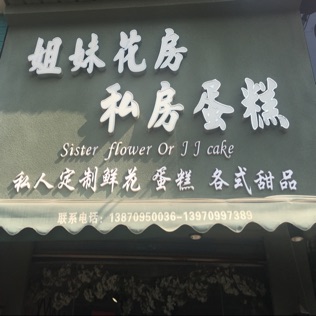 姐妹花房
私房蛋糕
Sister flower Or J J cake
私人定制鲜花 蛋糕 各式甜品
联系电话：13870950036-13970997389